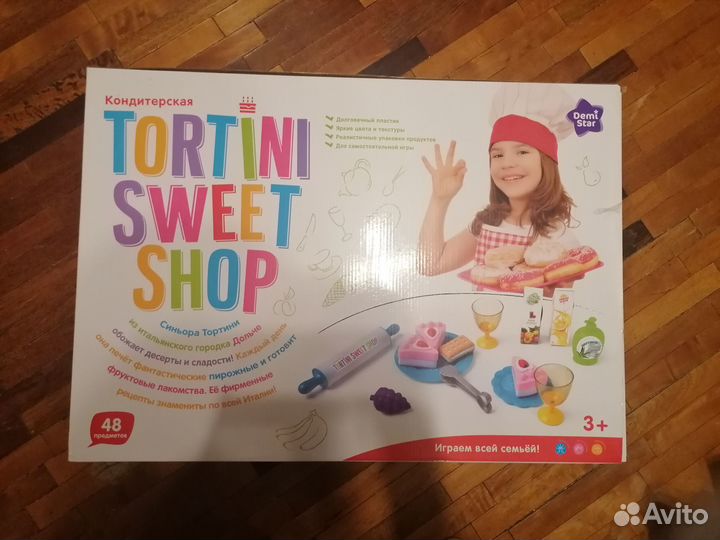 Кондитерская
TORTINI
SWEET
SHOP
Долговечный пластик
Яркие цвета и текстуры
Реалистичные упаковки продуктов
Для самостоятельной игры
Demi
Star
Синьора Тортини
из итальянского городка Дольче
обожает десерты и сладости! Каждый день
она печёт фантастические пирожные и готовит
фруктовые лакомства. Её фирменные
рецепты знамениты по всей Италии!
TORTINI SWEET SHOP
48
предметов
3+
Играем всей семьёй!
Avito